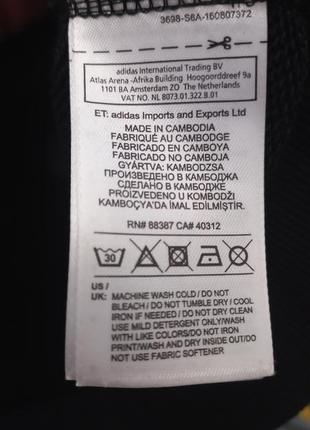 3698-S6A-160807372
adidas International Trading BV
Atlas Arena -Afrika Building Hoogoorddreef 9a
1101 BA Amsterdam ZO The Netherlands
VAT NO. NL 8073.01.322.B.01
ET: adidas Imports and Exports Ltd
MADE IN CAMBODIA
FABRIQUÉ AU CAMBODGE
FABRICADO EN CAMBOYA
FABRICADO NO CAMBOJA
GYÁRTVA: KAMBODZSA
ПРОИЗВЕДЕНО В КАМБОДЖА
СДЕЛАНО В КАМБОДЖЕ
PROIZVEDENO U KOMBODŽI
KAMBOÇYA'DA İMAL EDİLMİŞTİR.
RN# 88387 CA# 40312
30
US /
UK: MACHINE WASH COLD / DO NOT
BLEACH / DO NOT TUMBLE DRY / COOL
IRON IF NEEDED / DO NOT DRY CLEAN
USE MILD DETERGENT ONLY/WASH
WITH LIKE COLORS/DO NOT IRON
PRINT/WASH AND DRY INSIDE OUT/DO
NOT USE FABRIC SOFTENER